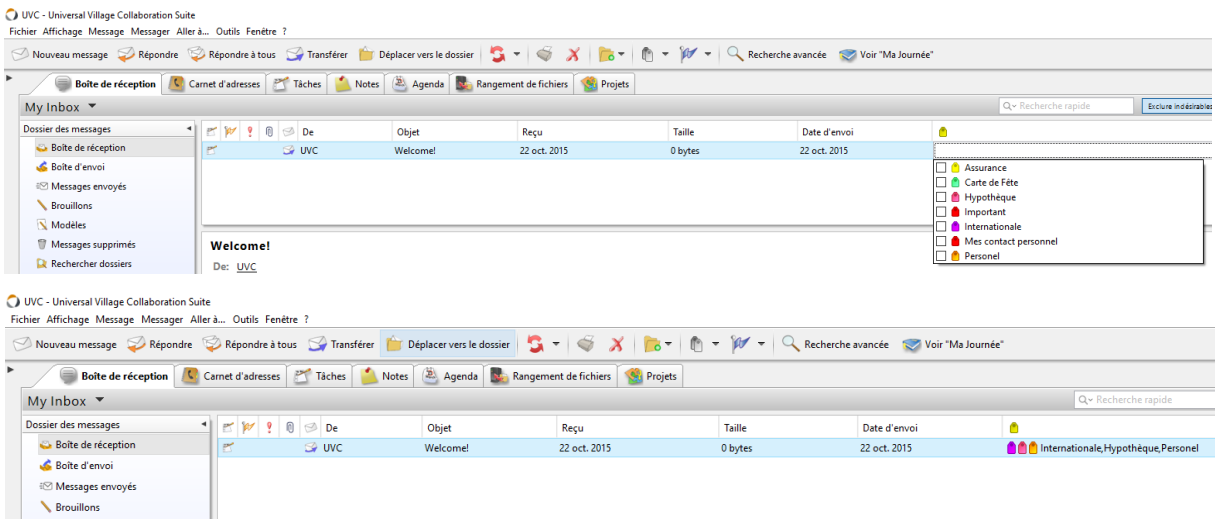 UVC - Universal Village Collaboration Suite
Fichier Affichage Message Messager Aller à... Outils Fenêtre ?
Nouveau message Répondre Répondre à tous Transférer Déplacer vers le dossier Recherche avancée Voir "Ma Journée"
Boîte de réception Carnet d'adresses Tâches Notes Agenda Rangement de fichiers Projets
My Inbox Recherche rapide Exclure indésirables
Dossier des messages De Objet Reçu Taille Date d'envoi
Boîte de réception UVC Welcome! 22 oct. 2015 0 bytes 22 oct. 2015
Boîte d'envoi Assurance
Messages envoyés Carte de Fête
Brouillons Hypothèque
Modèles Important
Internationale
Messages supprimés Welcome! Mes contact personnel
Rechercher dossiers De: UVC Personel
UVC - Universal Village Collaboration Suite
Fichier Affichage Message Messager Aller à... Outils Fenêtre ?
Nouveau message Répondre Répondre à tous Transférer Déplacer vers le dossier Recherche avancée Voir "Ma Journée"
Boîte de réception Carnet d'adresses Tâches Notes Agenda Rangement de fichiers Projets
My Inbox Recherche rapide
Dossier des messages De Objet Reçu Taille Date d'envoi
Boîte de réception UVC Welcome! 22 oct. 2015 0 bytes 22 oct. 2015 Internationale,Hypothèque,Personel
Boîte d'envoi
Messages envoyés
Brouillons